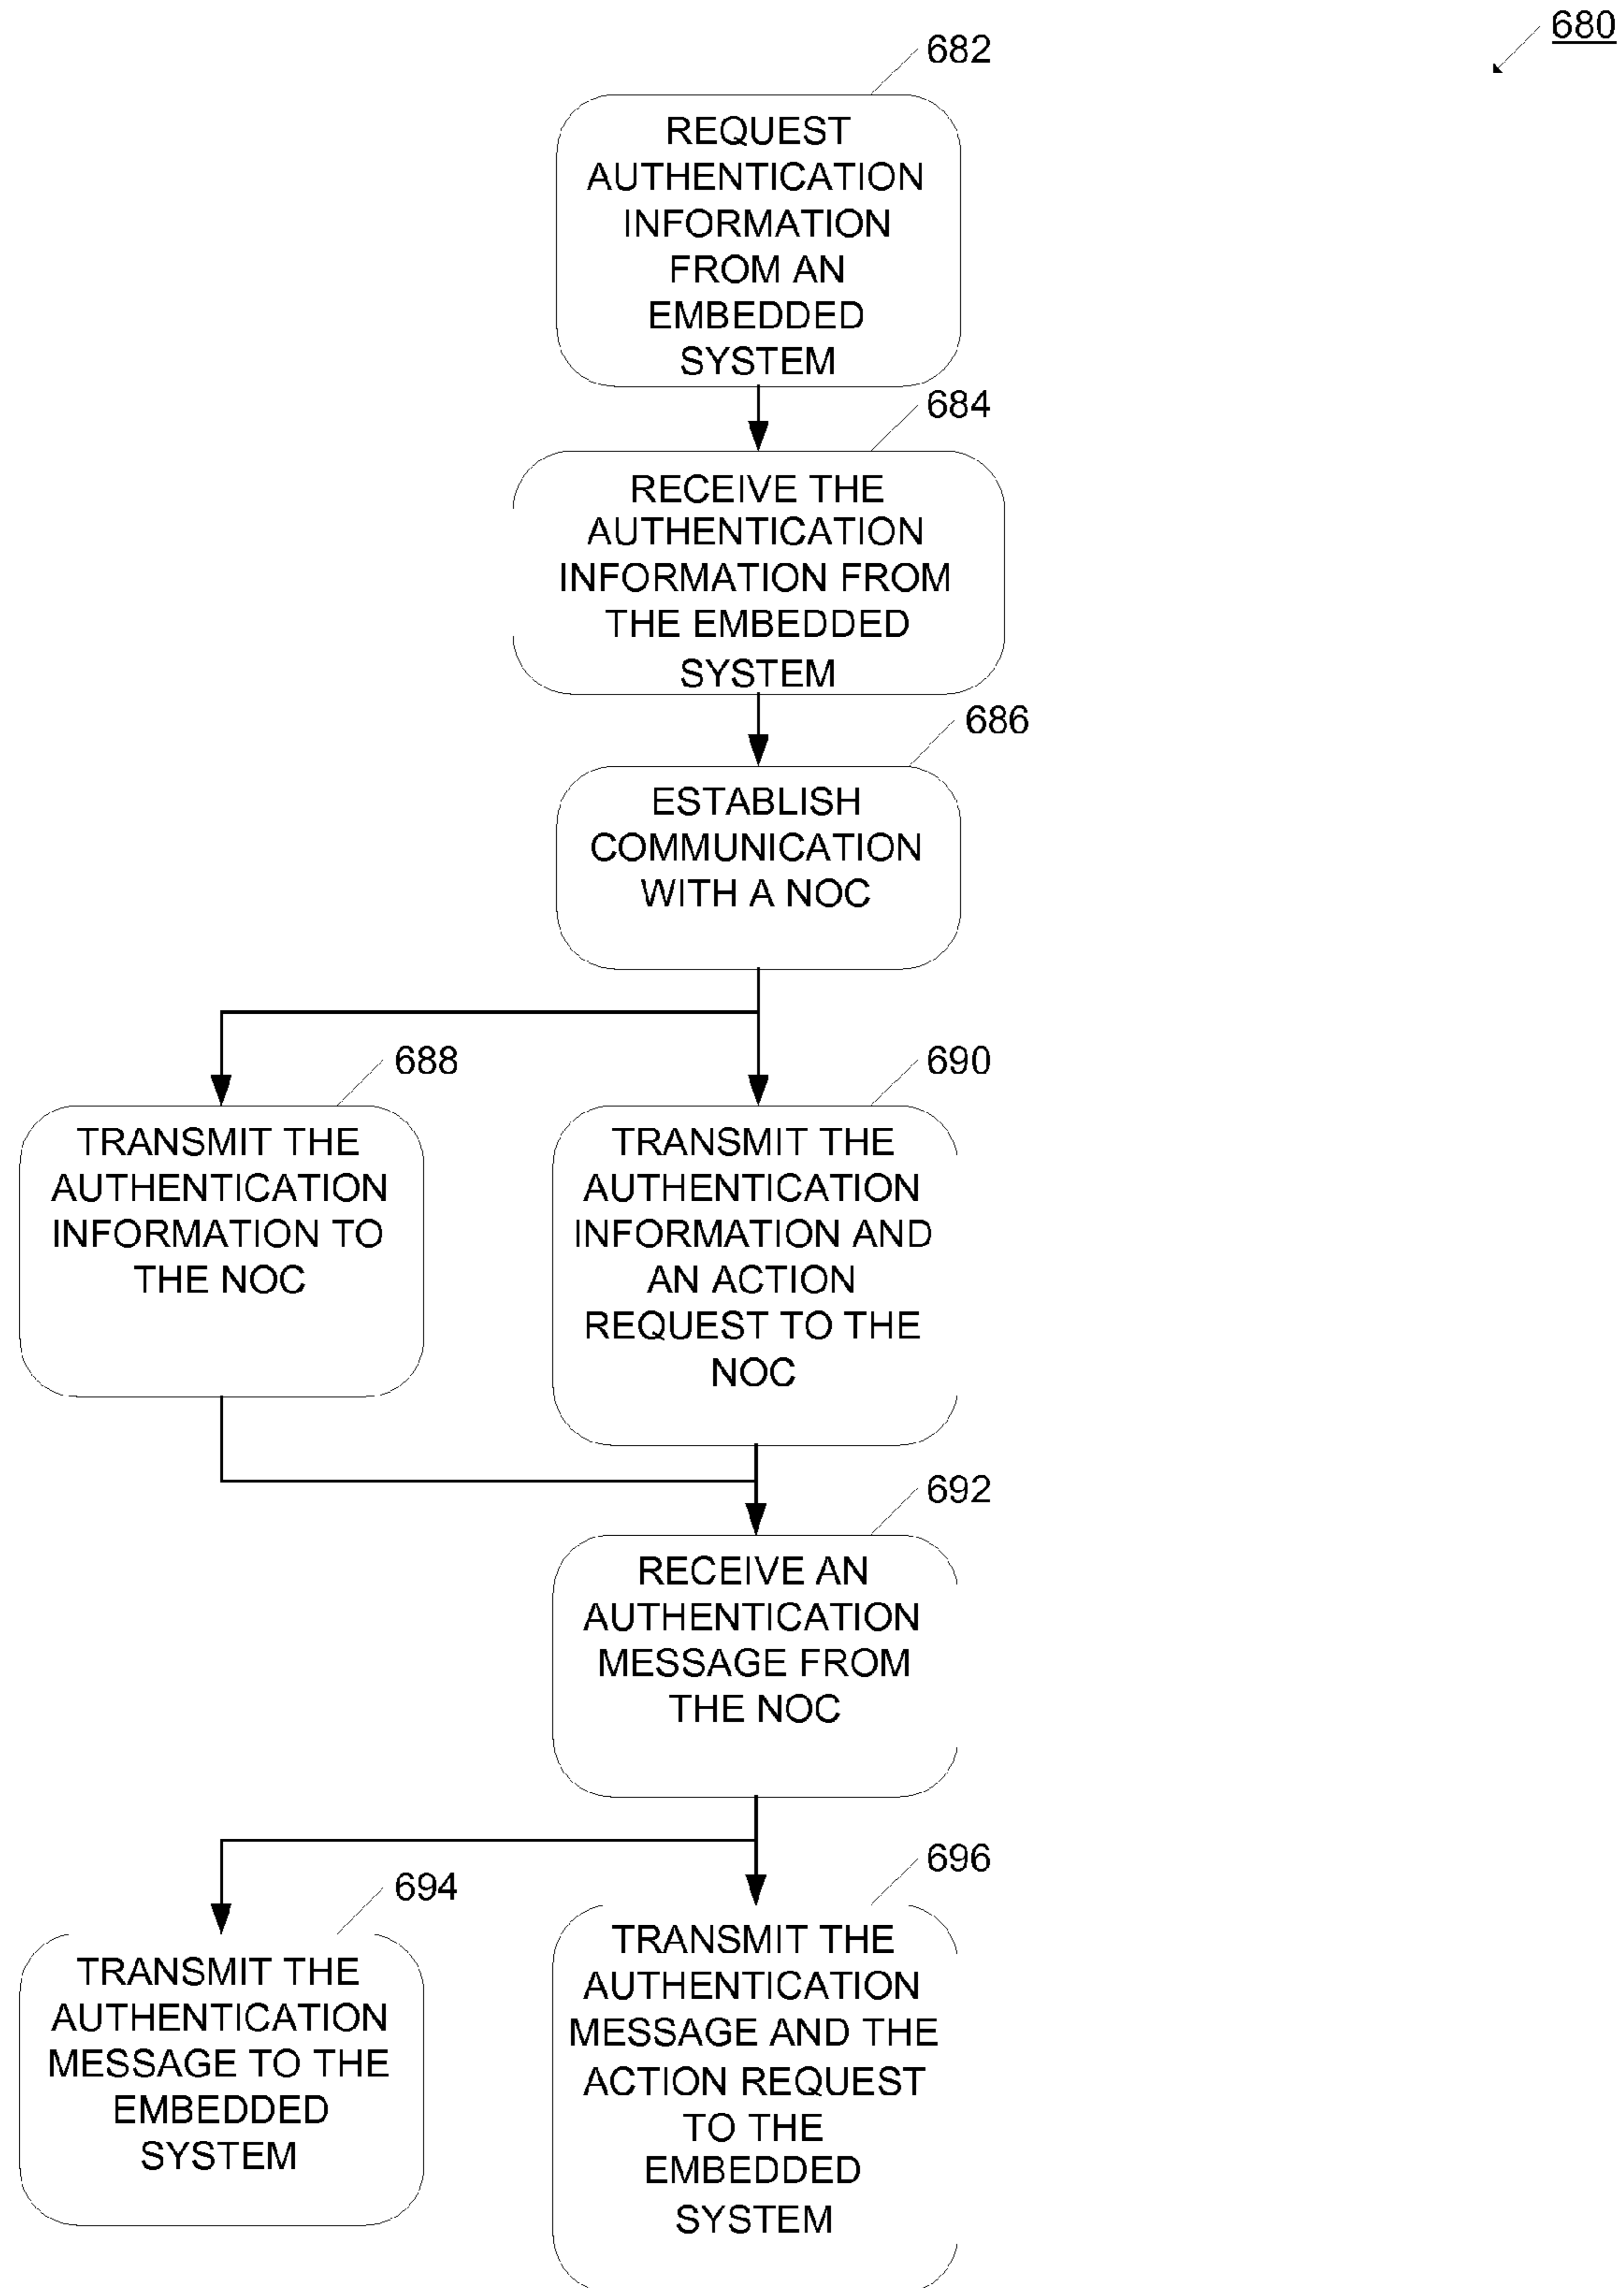 680
682
REQUEST
AUTHENTICATION
INFORMATION
FROM AN
EMBEDDED
SYSTEM
684
RECEIVE THE
AUTHENTICATION
INFORMATION FROM
THE EMBEDDED
SYSTEM
686
ESTABLISH
COMMUNICATION
WITH A NOC
688
TRANSMIT THE
AUTHENTICATION
INFORMATION TO
THE NOC
690
TRANSMIT THE
AUTHENTICATION
INFORMATION AND
AN ACTION
REQUEST TO THE
NOC
692
RECEIVE AN
AUTHENTICATION
MESSAGE FROM
THE NOC
694
TRANSMIT THE
AUTHENTICATION
MESSAGE TO THE
EMBEDDED
SYSTEM
696
TRANSMIT THE
AUTHENTICATION
MESSAGE AND THE
ACTION REQUEST
TO THE
EMBEDDED
SYSTEM